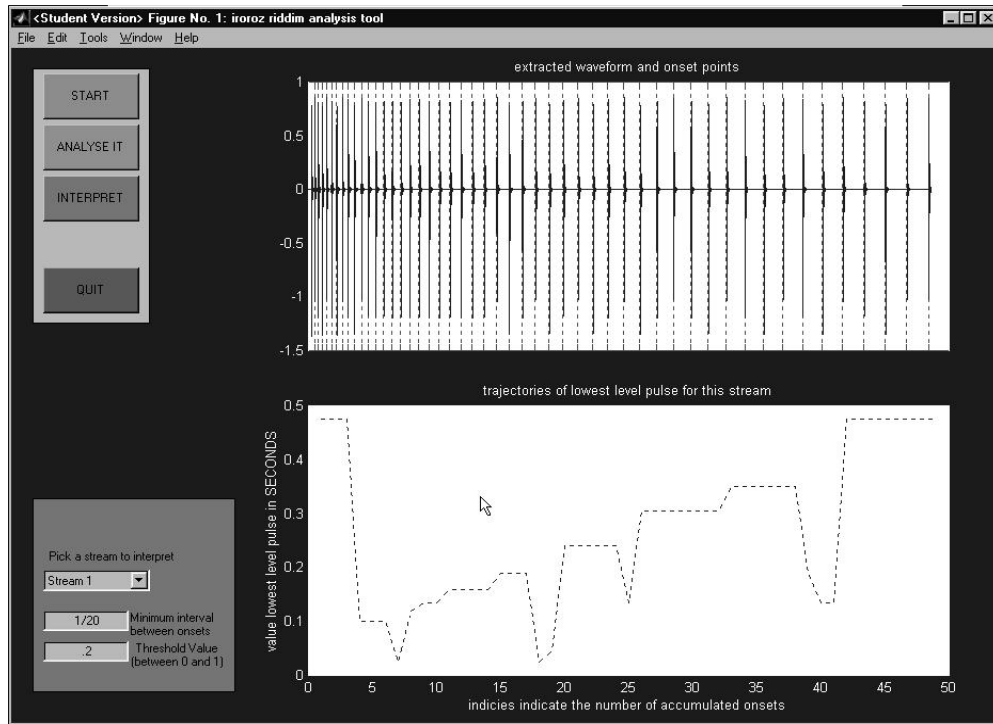 <Student Version> Figure No. 1: iroroz riddim analysis tool
File Edit Tools Window Help
START
ANALYSE IT
INTERPRET
QUIT
extracted waveform and onset points
1
0.5
0
-0.5
-1
-1.5
trajectories of lowest level pulse for this stream
value lowest level pulse in SECONDS
0.5
0.4
0.3
0.2
0.1
0
0 5 10 15 20 25 30 35 40 45 50
indicies indicate the number of accumulated onsets
Pick a stream to interpret
Stream 1
1/20
Minimum interval
between onsets
.2
Threshold Value
(between 0 and 1)